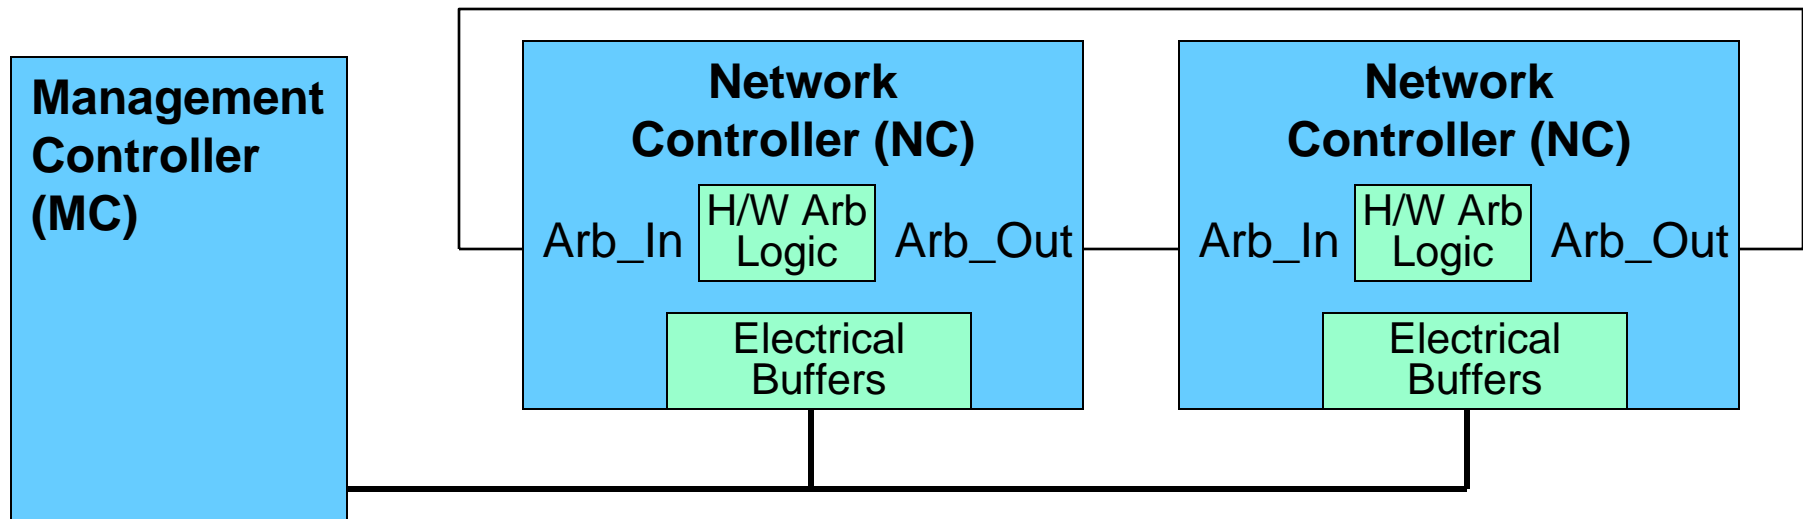 Management
Controller
(MC)
Network
Controller (NC)
Arb_In
H/W Arb
Logic
Arb_Out
Electrical
Buffers
Network
Controller (NC)
Arb_In
H/W Arb
Logic
Arb_Out
Electrical
Buffers